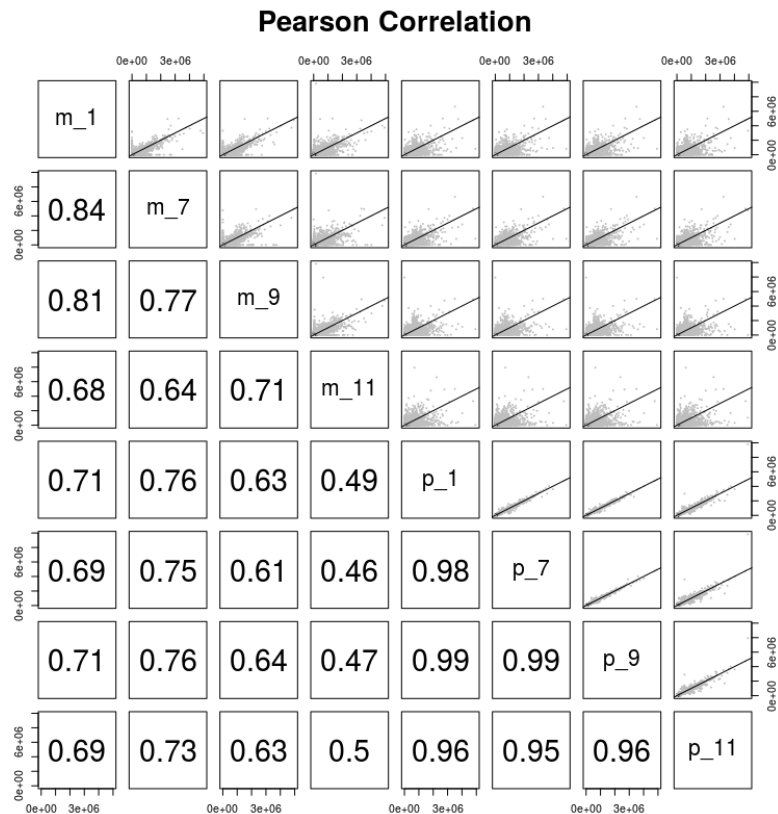 Pearson Correlation
0e+00 3e+06 0e+00 3e+06 0e+00 3e+06 0e+00 3e+06
m_1 0e+00 6e+06
0e+00 6e+06 0.84 m_7
0.81 0.77 m_9 0e+00 6e+06
0e+00 6e+06 0.68 0.64 0.71 m_11
0.71 0.76 0.63 0.49 p_1 0e+00 6e+06
0e+00 6e+06 0.69 0.75 0.61 0.46 0.98 p_7
0.71 0.76 0.64 0.47 0.99 0.99 p_9 0e+00 6e+06
0e+00 6e+06 0.69 0.73 0.63 0.5 0.96 0.95 0.96 p_11
0e+00 3e+06 0e+00 3e+06 0e+00 3e+06